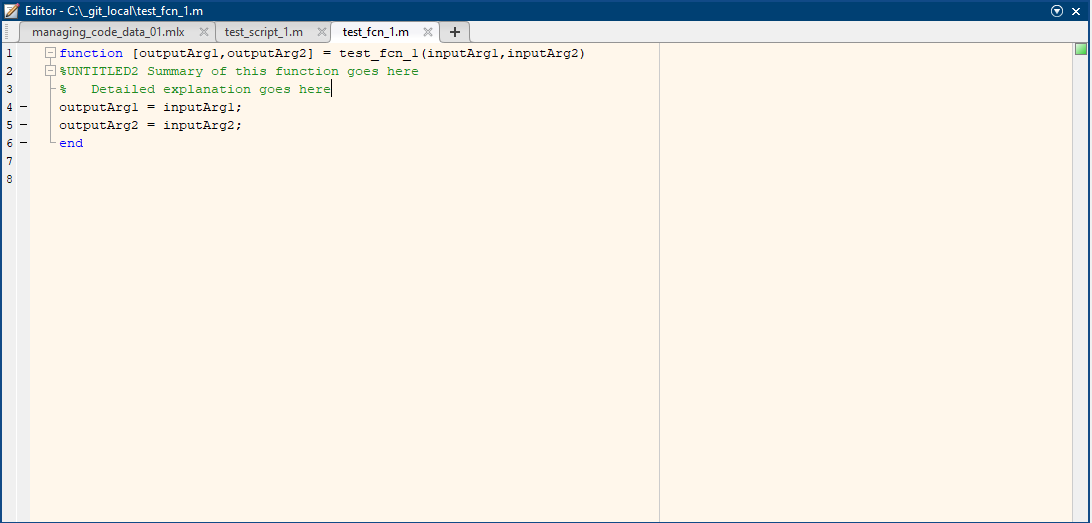 Editor - C:\_git_local\test_fcn_1.m
managing_code_data_01.mlx test_script_1.m test_fcn_1.m +
1 function [outputArg1,outputArg2] = test_fcn_1(inputArg1,inputArg2)
2 %UNTITLED2 Summary of this function goes here
3 %   Detailed explanation goes here
4 – outputArg1 = inputArg1;
5 – outputArg2 = inputArg2;
6 – end
7
8